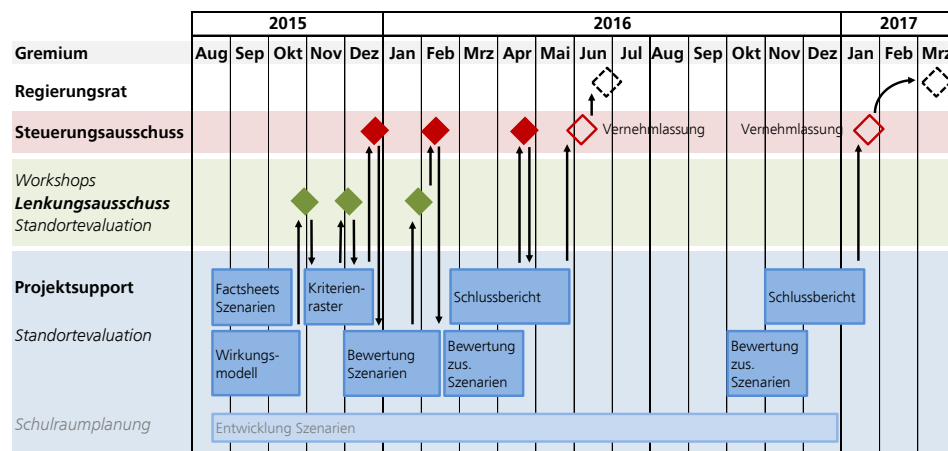 2015 2016 2017
Gremium Aug Sep Okt Nov Dez Jan Feb Mrz Apr Mai Jun Jul Aug Sep Okt Nov Dez Jan Feb Mrz
Regierungsrat
Steuerungsausschuss Vernehmlassung Vernehmlassung
Workshops
Lenkungsausschuss
Standortevaluation
Projektsupport
Factsheets
Szenarien
Kriterien-
raster
Schlussbericht
Schlussbericht
Standortevaluation
Wirkungs-
modell
Bewertung
Szenarien
Bewertung
zus.
Szenarien
Bewertung
zus.
Szenarien
Schulraumplanung
Entwicklung Szenarien